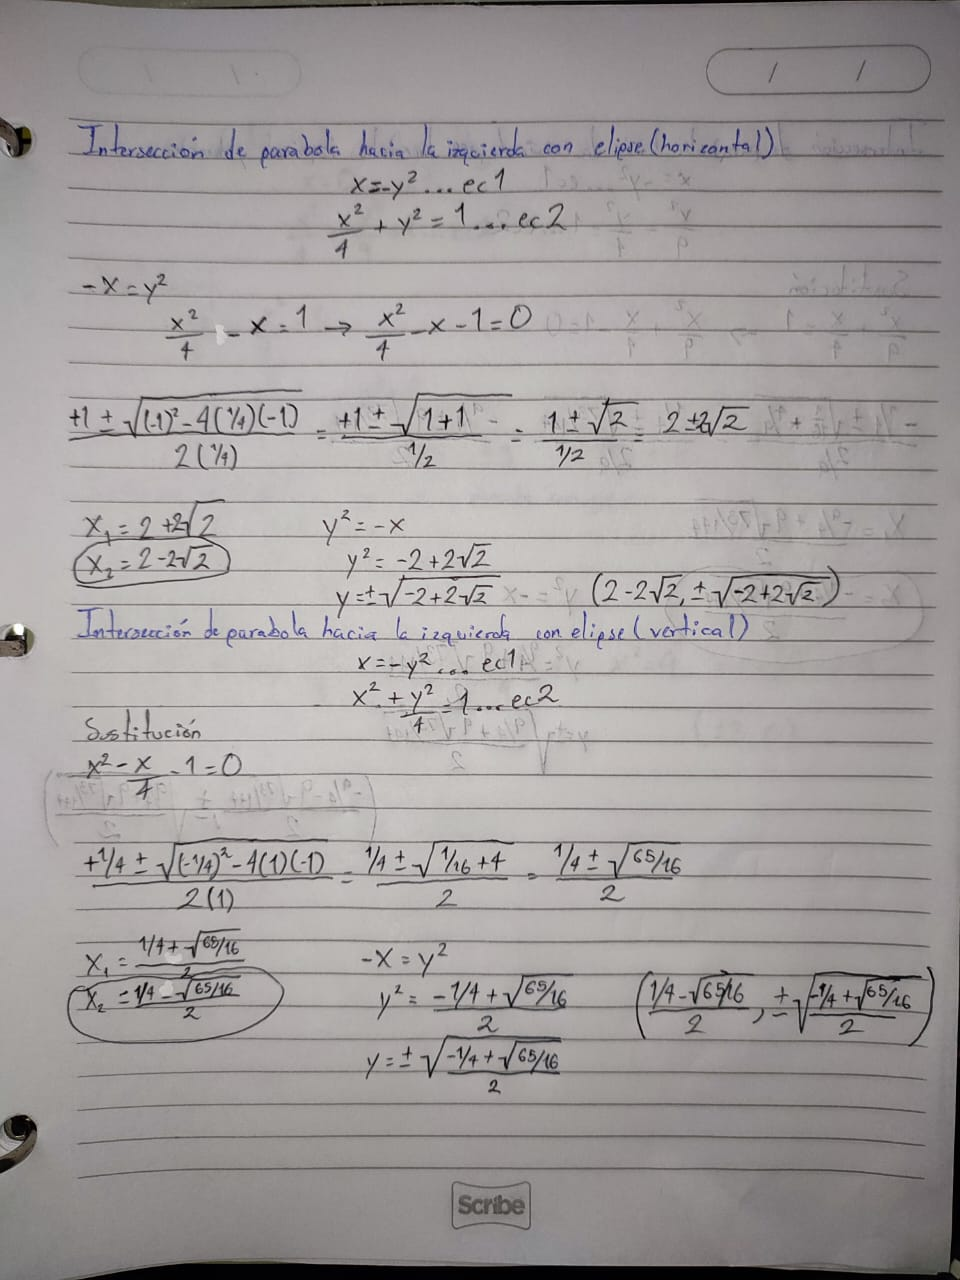 / /
Intersección de parabola hacia la izquierda con elipse (horizontal)
x=-y² ... ec1
x²/4 + y² = 1 ... ec2
-x = y²
x²/4 - x = 1 → x²/4 - x - 1 = 0
+1 ± √((-1)² - 4(1/4)(-1)) / 2(1/4) = +1 ± √(1+1) / 1/2 = 1 ± √2 / 1/2 = 2 ± 2√2
x₁ = 2 + 2√2 y² = -x
x₂ = 2 - 2√2 y² = -2 + 2√2
y = ± √(-2 + 2√2) (2 - 2√2, ± √(-2 + 2√2))
Intersección de parabola hacia la izquierda con elipse (vertical)
x = -y² ... ec1
x² + y²/4 = 1 ... ec2
Sustitución
x² - x/4 - 1 = 0
+1/4 ± √((-1/4)² - 4(1)(-1)) / 2(1) = 1/4 ± √(1/16 + 4) / 2 = 1/4 ± √(65/16) / 2
x₁ = 1/4 + √(65/16) / 2 -x = y²
x₂ = 1/4 - √(65/16) / 2 y² = -1/4 + √(65/16) / 2 (1/4 - √(65/16) / 2, ± √(-1/4 + √(65/16) / 2))
y = ± √(-1/4 + √(65/16) / 2)
Scribe